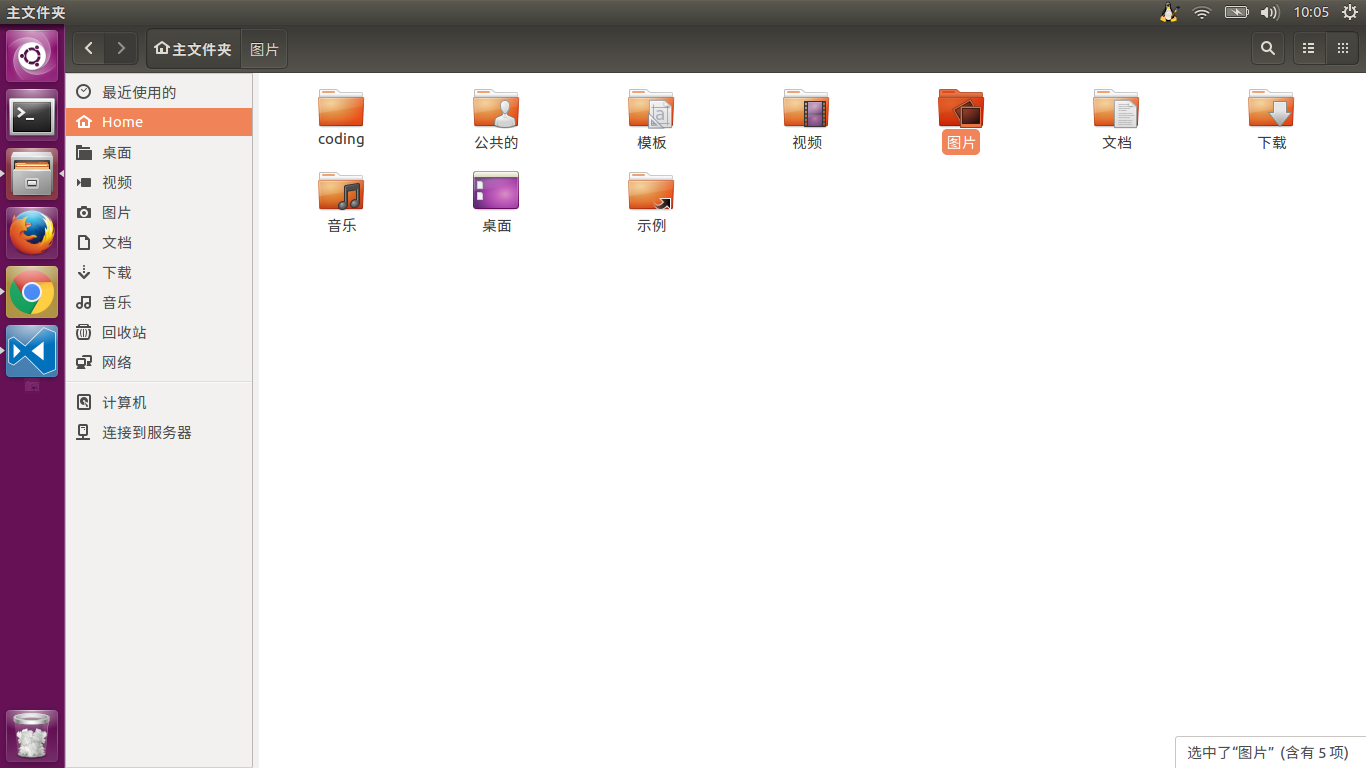 主文件夹
10:05
主文件夹 图片
最近使用的
Home
桌面
视频
图片
文档
下载
音乐
回收站
网络
计算机
连接到服务器
coding 公共的 模板 视频 图片 文档 下载
音乐 桌面 示例
选中了“图片” (含有 5 项)